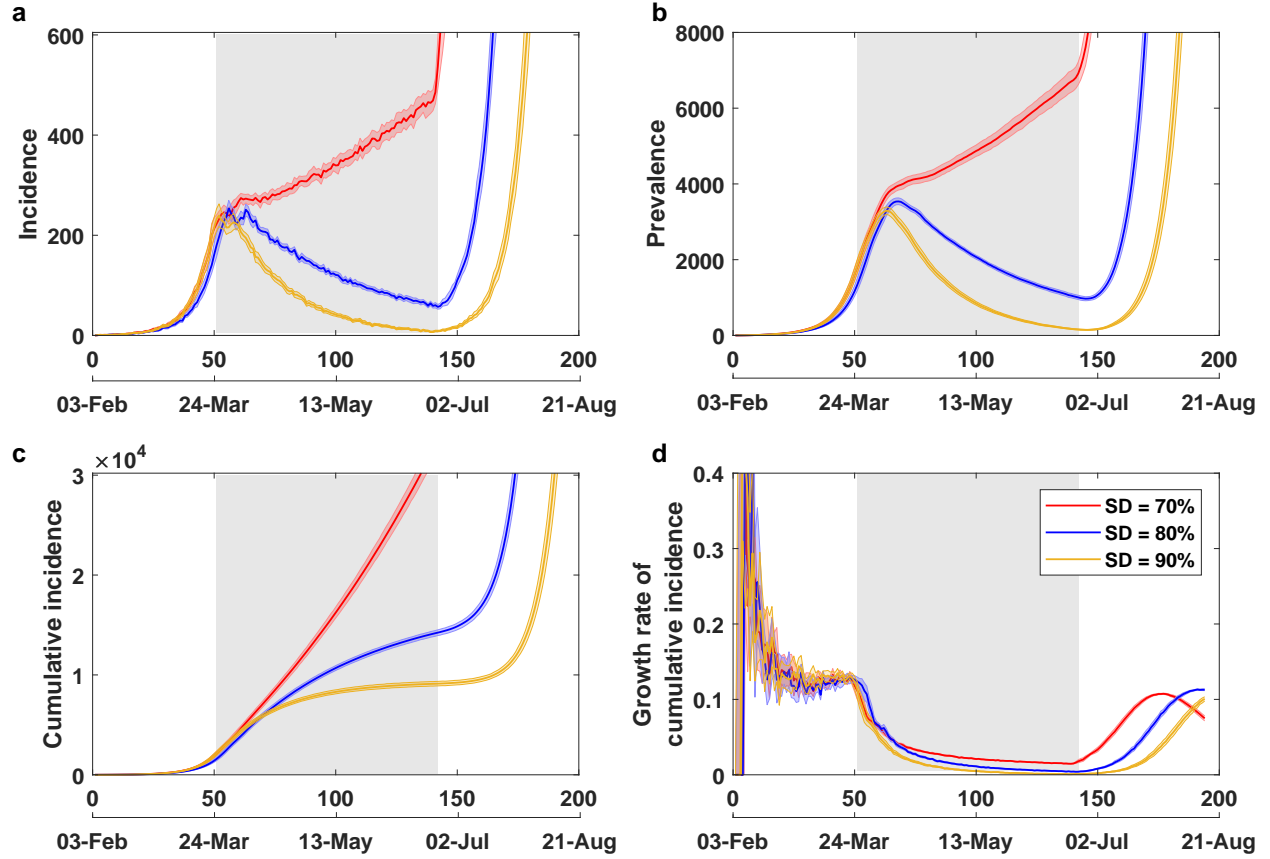 a
600
400
200
0
Incidence
0 50 100 150 200
03-Feb 24-Mar 13-May 02-Jul 21-Aug
b
8000
6000
4000
2000
0
Prevalence
0 50 100 150 200
03-Feb 24-Mar 13-May 02-Jul 21-Aug
c
×10⁴
3
2
1
0
Cumulative incidence
0 50 100 150 200
03-Feb 24-Mar 13-May 02-Jul 21-Aug
d
0.4
0.3
0.2
0.1
0
Growth rate of
cumulative incidence
SD = 70%
SD = 80%
SD = 90%
0 50 100 150 200
03-Feb 24-Mar 13-May 02-Jul 21-Aug